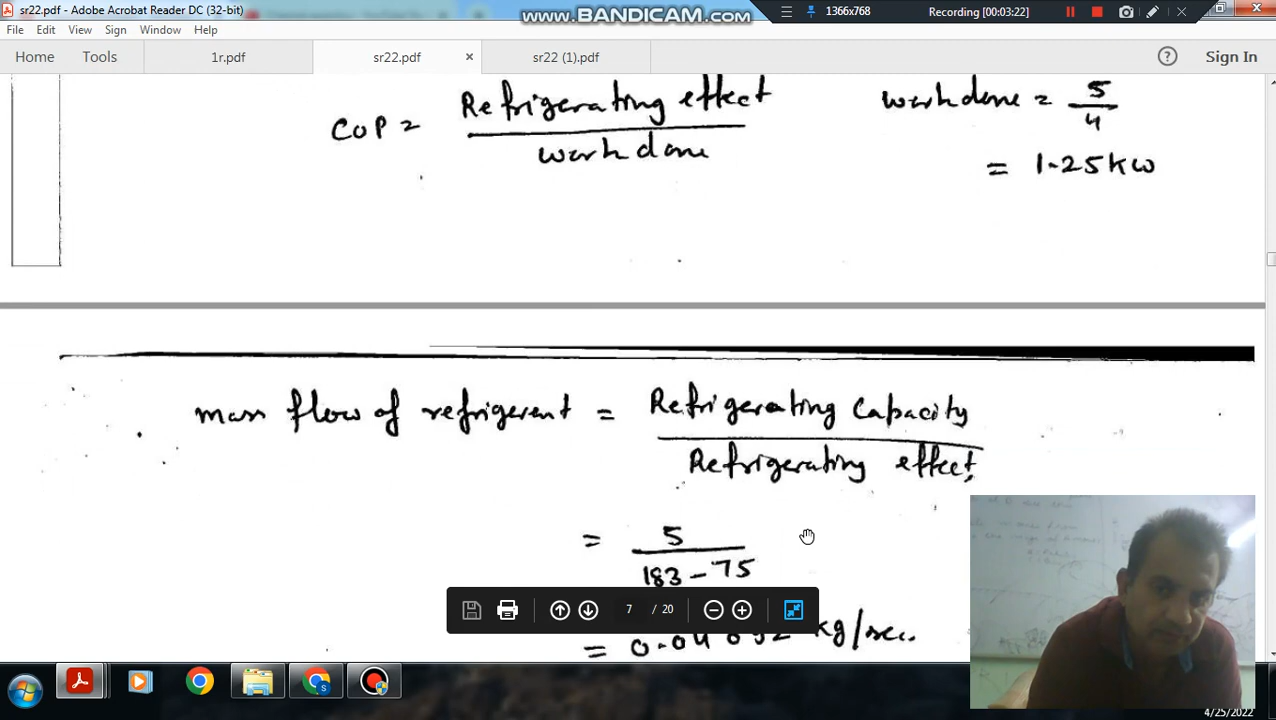 sr22.pdf - Adobe Acrobat Reader DC (32-bit)
www.BANDICAM.com
1366x768
Recording [00:03:22]
File Edit View Sign Window Help
Home Tools 1r.pdf sr22.pdf × sr22 (1).pdf
? Sign In
COP = Refrigerating effect
work done
work done = 5
4
= 1.25 kW
mass flow of refrigerent = Refrigerating Capacity
Refrigerating effect
= 5
183 - 75
7 / 20
kg/sec.
4/25/2022